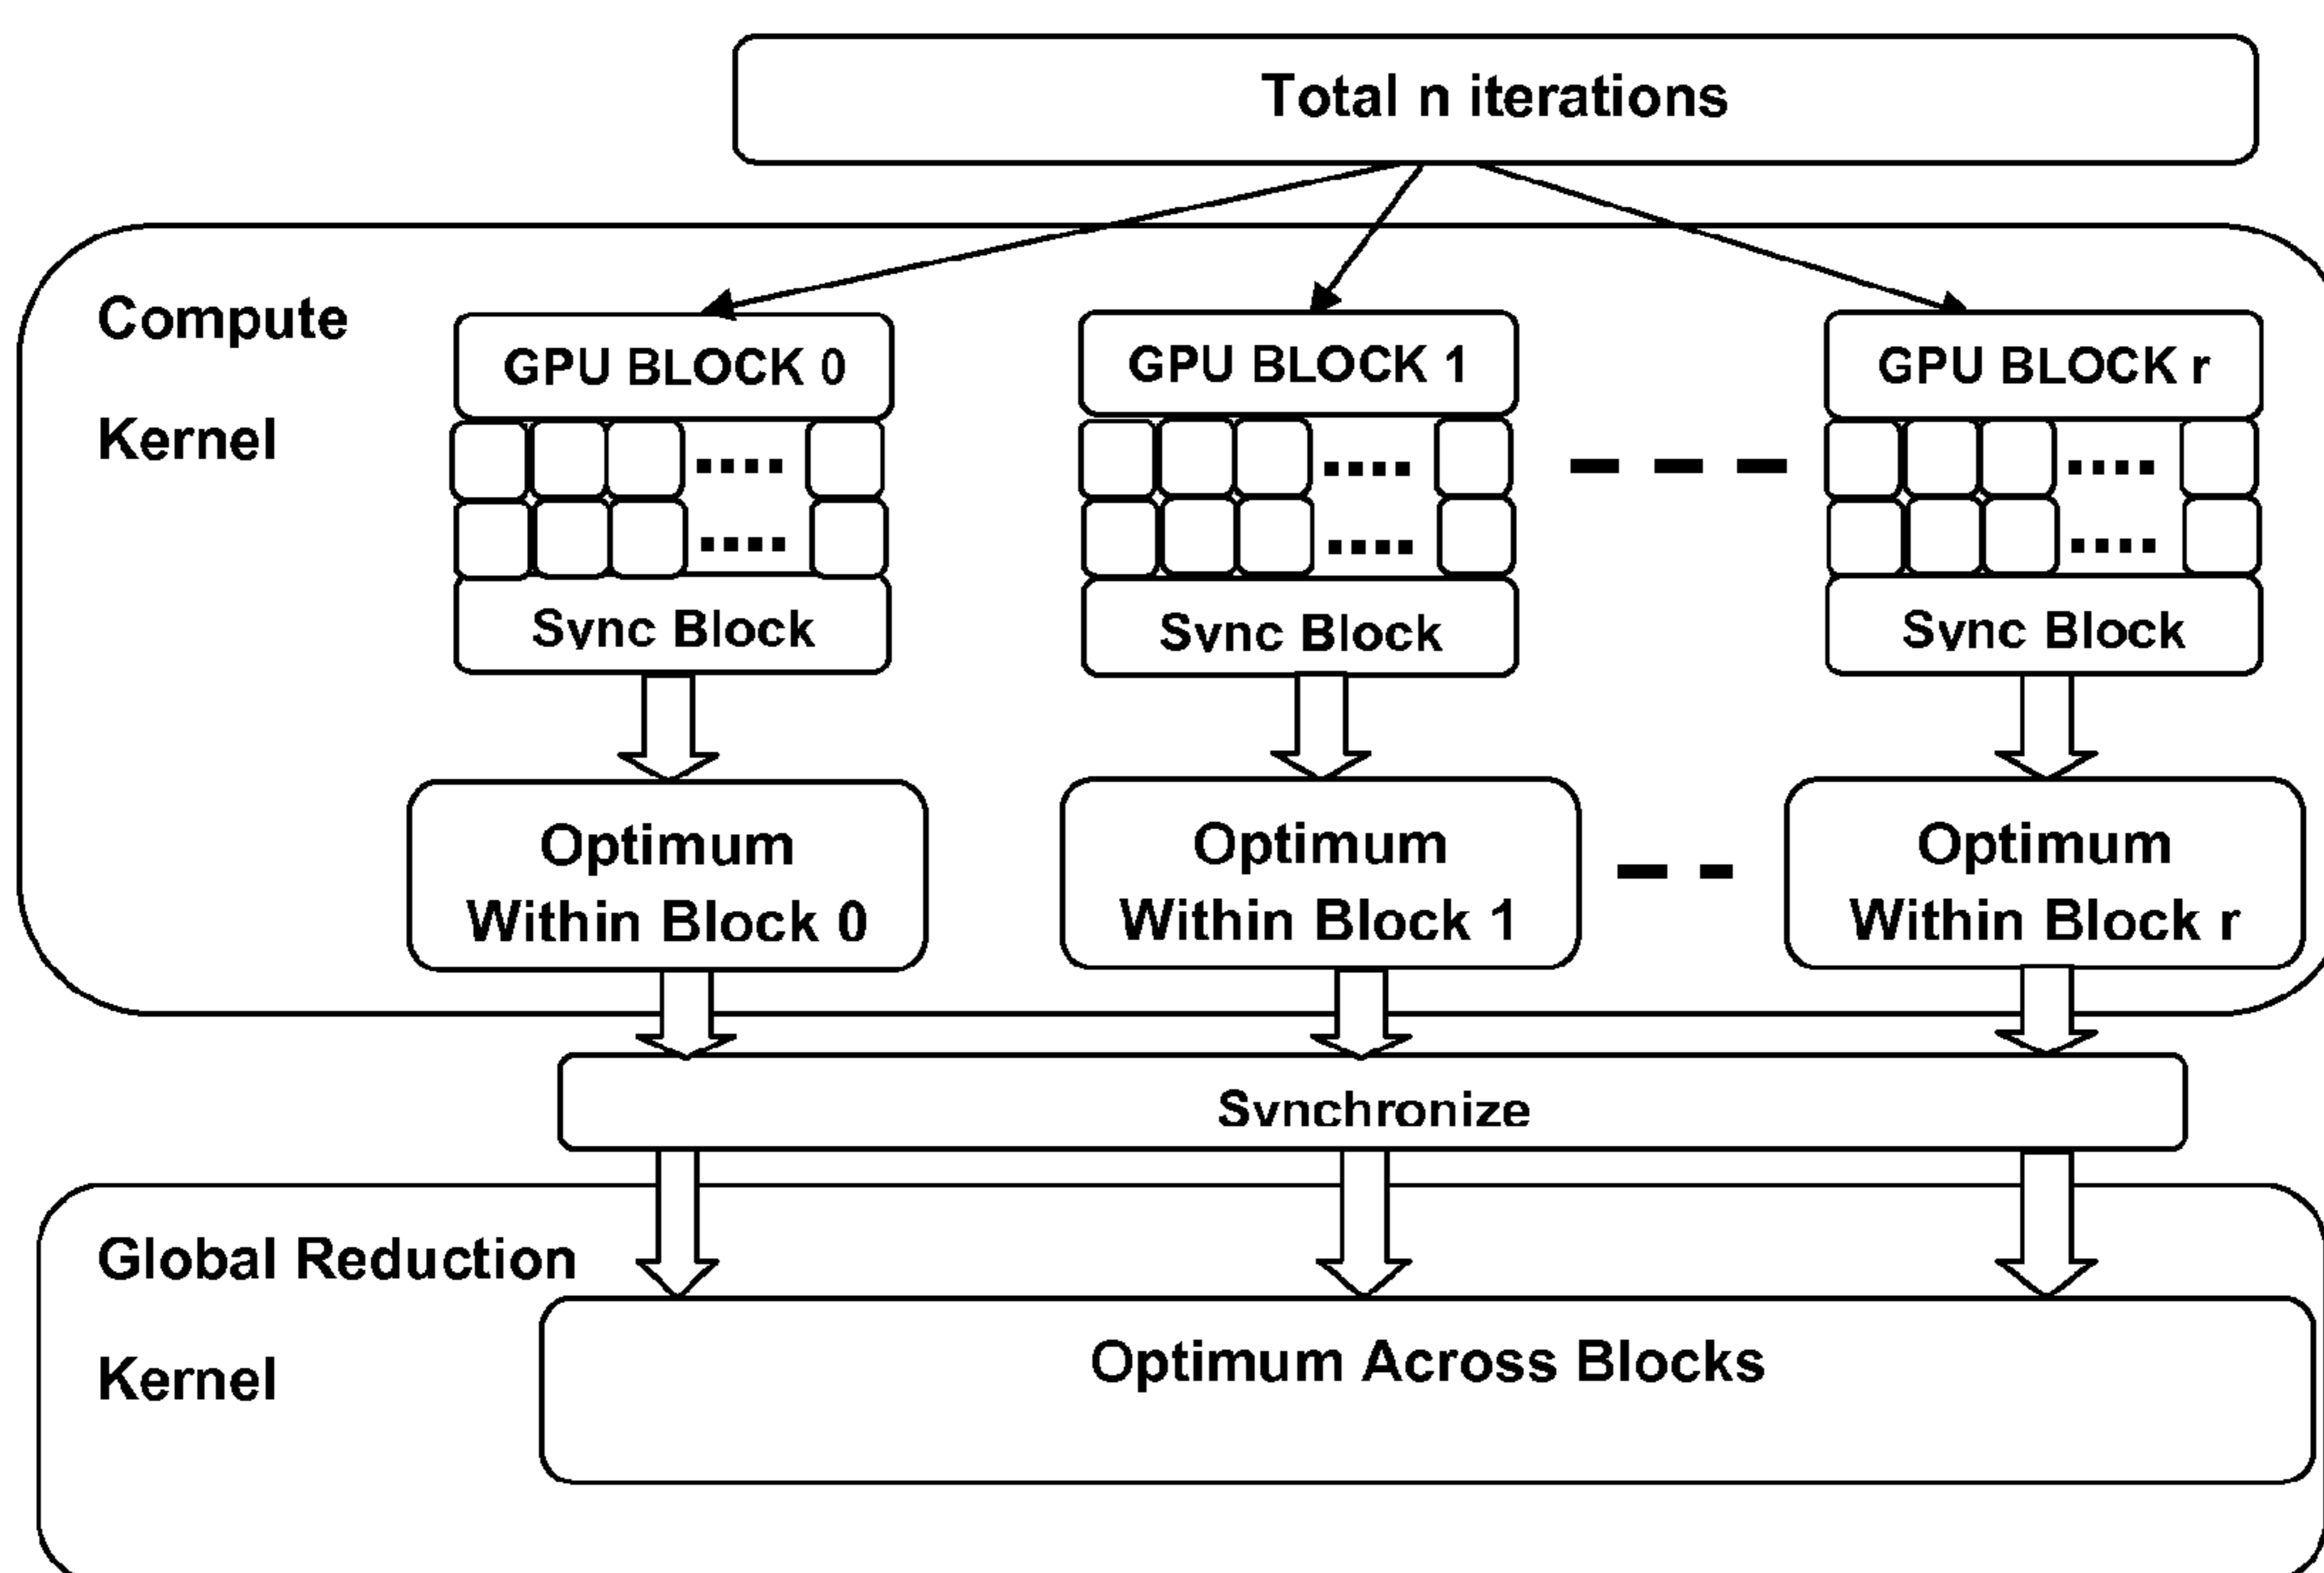 Total n iterations
Compute
Kernel
GPU BLOCK 0
GPU BLOCK 1
GPU BLOCK r
Sync Block
Sync Block
Sync Block
Optimum
Within Block 0
Optimum
Within Block 1
Optimum
Within Block r
Synchronize
Global Reduction
Kernel
Optimum Across Blocks